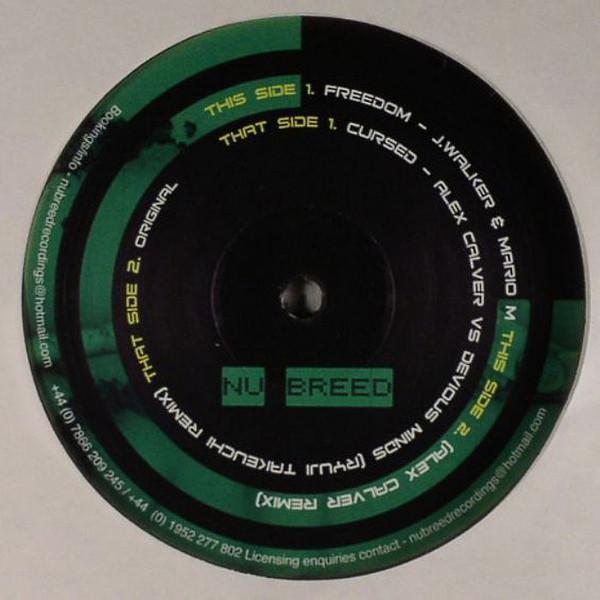 THIS SIDE 1. FREEDOM - J.WALKER & MARIO M THIS SIDE 2. (ALEX CALVER REMIX)
THAT SIDE 1. CURSED - ALEX CALVER VS DEVIOUS MINDS (RYUJI TAKEUCHI REMIX) THAT SIDE 2. ORIGINAL
NU BREED
Bookings/info - nubreedrecordings@hotmail.com +44 (0) 7866 209 245 / +44 (0) 1952 277 802 Licensing enquiries contact - nubreedrecordings@hotmail.com